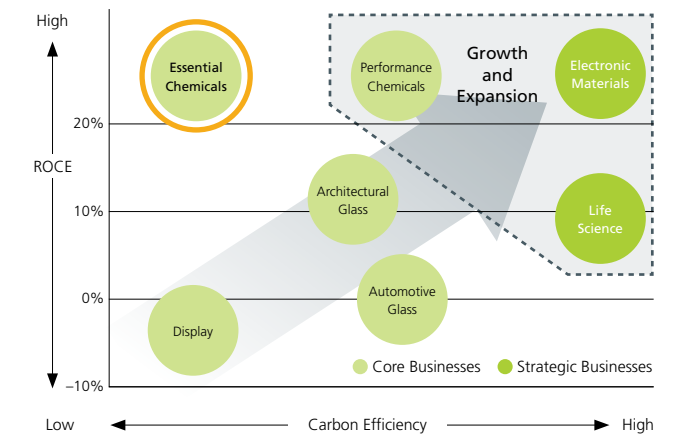 High
Essential
Chemicals
Performance
Chemicals
Growth
and
Expansion
Electronic
Materials
20%
ROCE
Architectural
Glass
10%
Life
Science
0%
Automotive
Glass
Display
Core Businesses
Strategic Businesses
–10%
Low
Carbon Efficiency
High